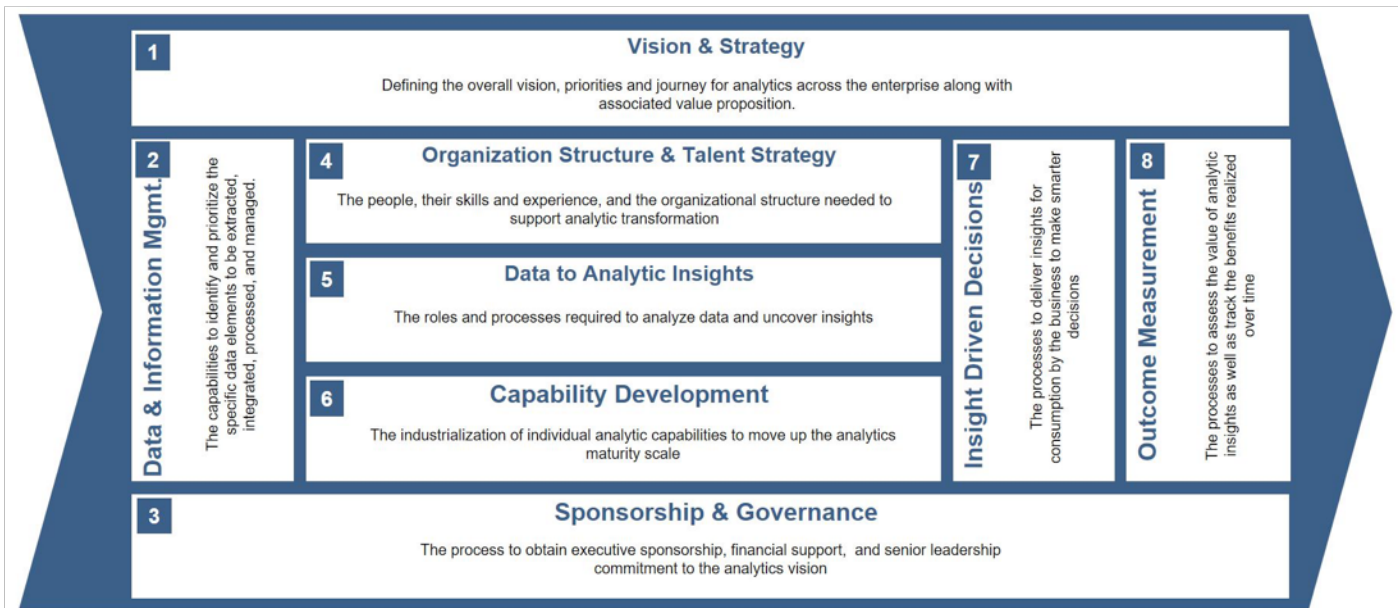 1
Vision & Strategy
Defining the overall vision, priorities and journey for analytics across the enterprise along with
associated value proposition.
2
Data & Information Mgmt.
The capabilities to identify and prioritize the
specific data elements to be extracted,
integrated, processed, and managed.
4
Organization Structure & Talent Strategy
The people, their skills and experience, and the organizational structure needed to
support analytic transformation
5
Data to Analytic Insights
The roles and processes required to analyze data and uncover insights
6
Capability Development
The industrialization of individual analytic capabilities to move up the analytics
maturity scale
7
Insight Driven Decisions
The processes to deliver insights for
consumption by the business to make smarter
decisions
8
Outcome Measurement
The processes to assess the value of analytic
insights as well as track the benefits realized
over time
3
Sponsorship & Governance
The process to obtain executive sponsorship, financial support, and senior leadership
commitment to the analytics vision